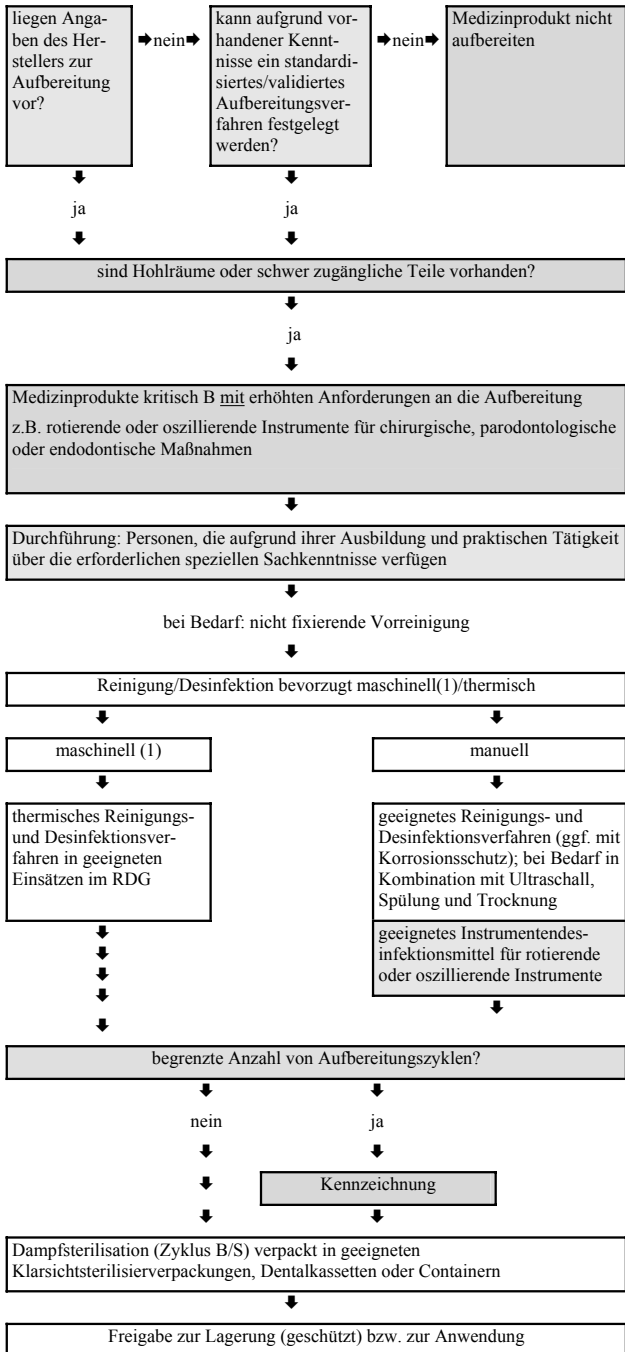 liegen Anga-
ben des Her-
stellers zur
Aufbereitung
vor?
➡nein➡
kann aufgrund vor-
handener Kennt-
nisse ein standardi-
siertes/validiertes
Aufbereitungsver-
fahren festgelegt
werden?
➡nein➡
Medizinprodukt nicht
aufbereiten
ja
ja
sind Hohlräume oder schwer zugängliche Teile vorhanden?
ja
Medizinprodukte kritisch B mit erhöhten Anforderungen an die Aufbereitung
z.B. rotierende oder oszillierende Instrumente für chirurgische, parodontologische
oder endodontische Maßnahmen
Durchführung: Personen, die aufgrund ihrer Ausbildung und praktischen Tätigkeit
über die erforderlichen speziellen Sachkenntnisse verfügen
bei Bedarf: nicht fixierende Vorreinigung
Reinigung/Desinfektion bevorzugt maschinell(1)/thermisch
maschinell (1)
thermisches Reinigungs-
und Desinfektionsver-
fahren in geeigneten
Einsätzen im RDG
manuell
geeignetes Reinigungs- und
Desinfektionsverfahren (ggf. mit
Korrosionsschutz); bei Bedarf in
Kombination mit Ultraschall,
Spülung und Trocknung
geeignetes Instrumentendes-
infektionsmittel für rotierende
oder oszillierende Instrumente
begrenzte Anzahl von Aufbereitungszyklen?
nein
ja
Kennzeichnung
Dampfsterilisation (Zyklus B/S) verpackt in geeigneten
Klarsichtsterilisierverpackungen, Dentalkassetten oder Containern
Freigabe zur Lagerung (geschützt) bzw. zur Anwendung